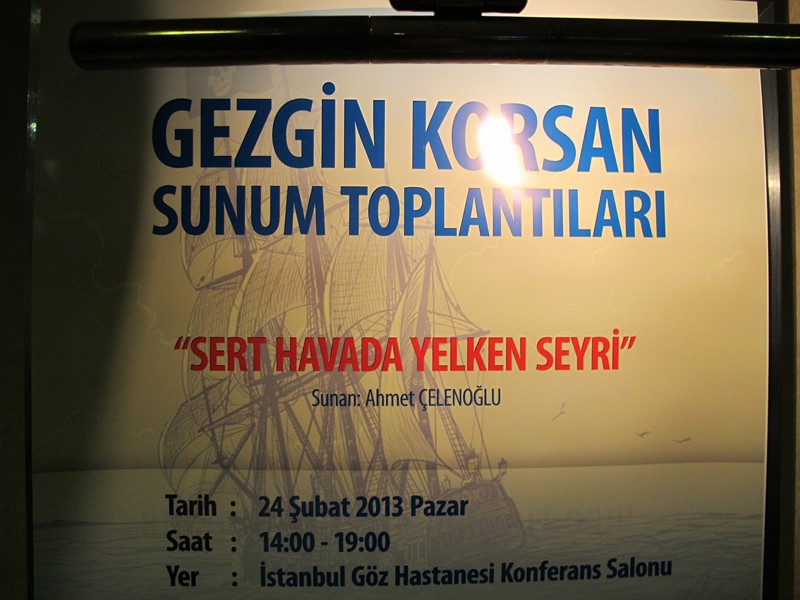 GEZGİN KORSAN
SUNUM TOPLANTILARI
“SERT HAVADA YELKEN SEYRİ”
Sunan: Ahmet ÇELENOĞLU
Tarih : 24 Şubat 2013 Pazar
Saat : 14:00 - 19:00
Yer : İstanbul Göz Hastanesi Konferans Salonu